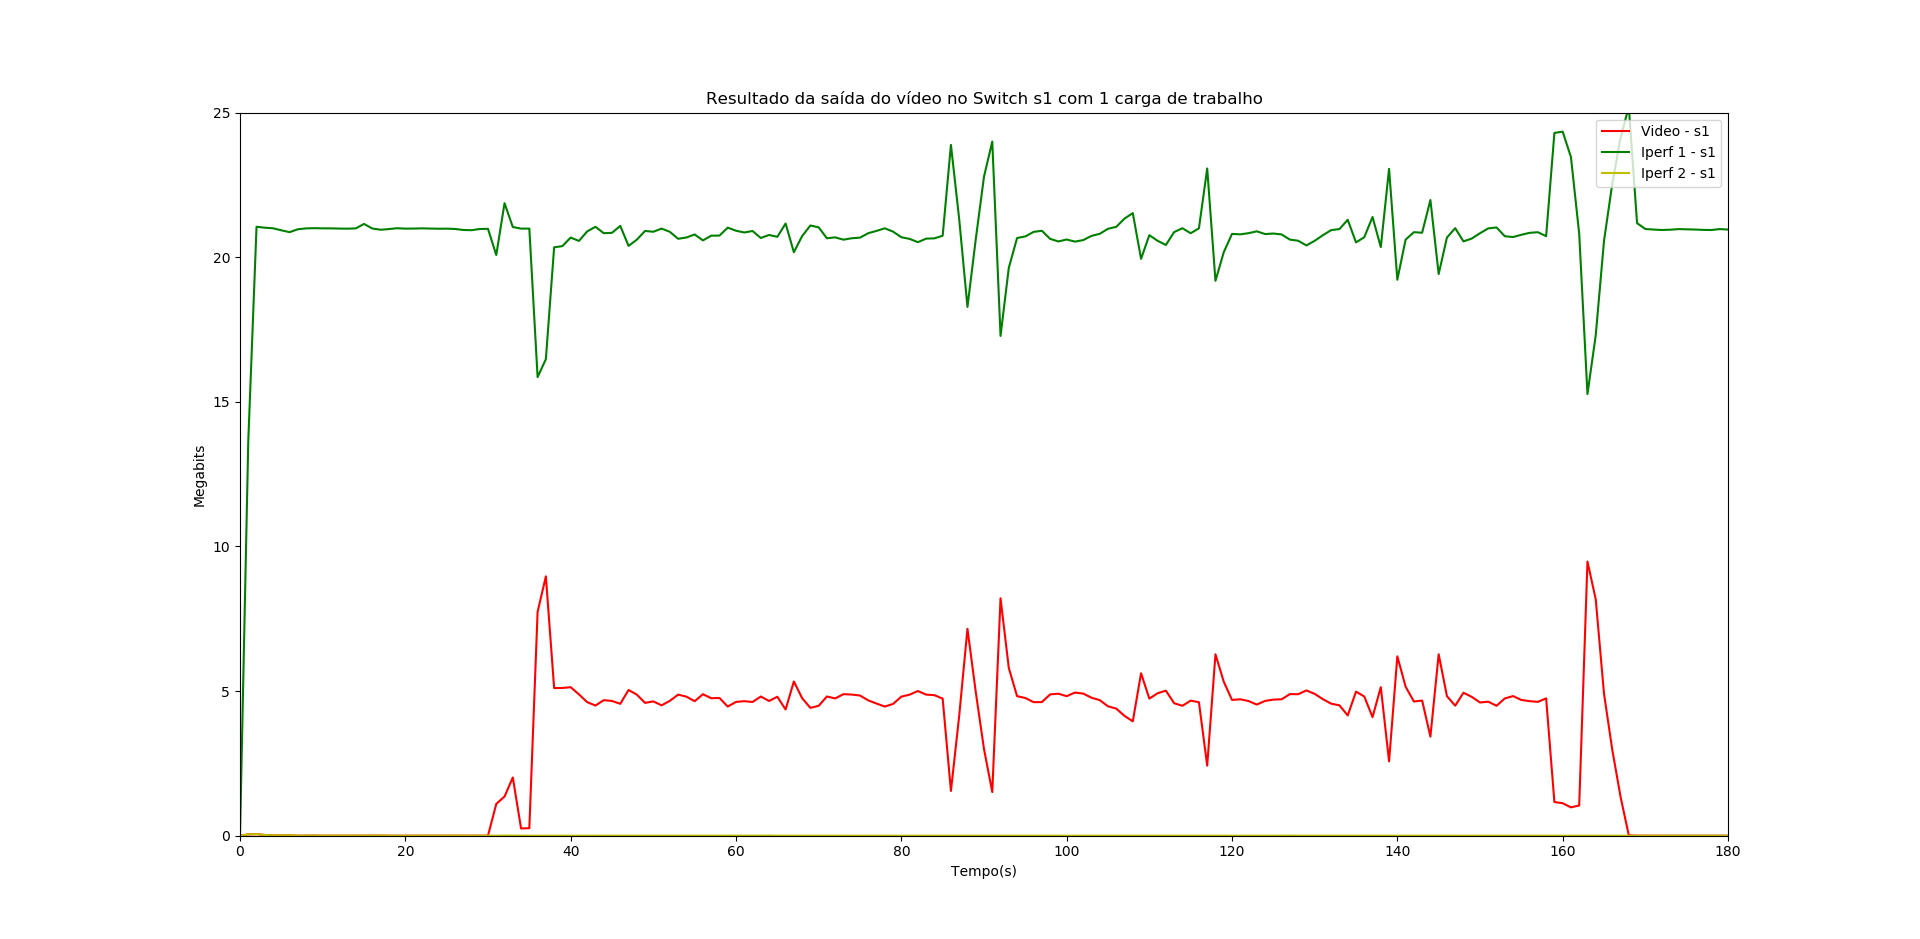 Resultado da saída do vídeo no Switch s1 com 1 carga de trabalho
25
20
15
10
5
0
Megabits
Video - s1
Iperf 1 - s1
Iperf 2 - s1
0 20 40 60 80 100 120 140 160 180
Tempo(s)